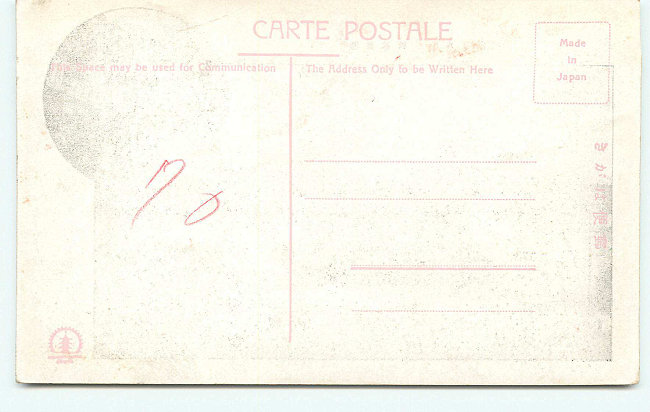 CARTE POSTALE
This Space may be used for Communication
The Address Only to be Written Here
Made
in
Japan
70